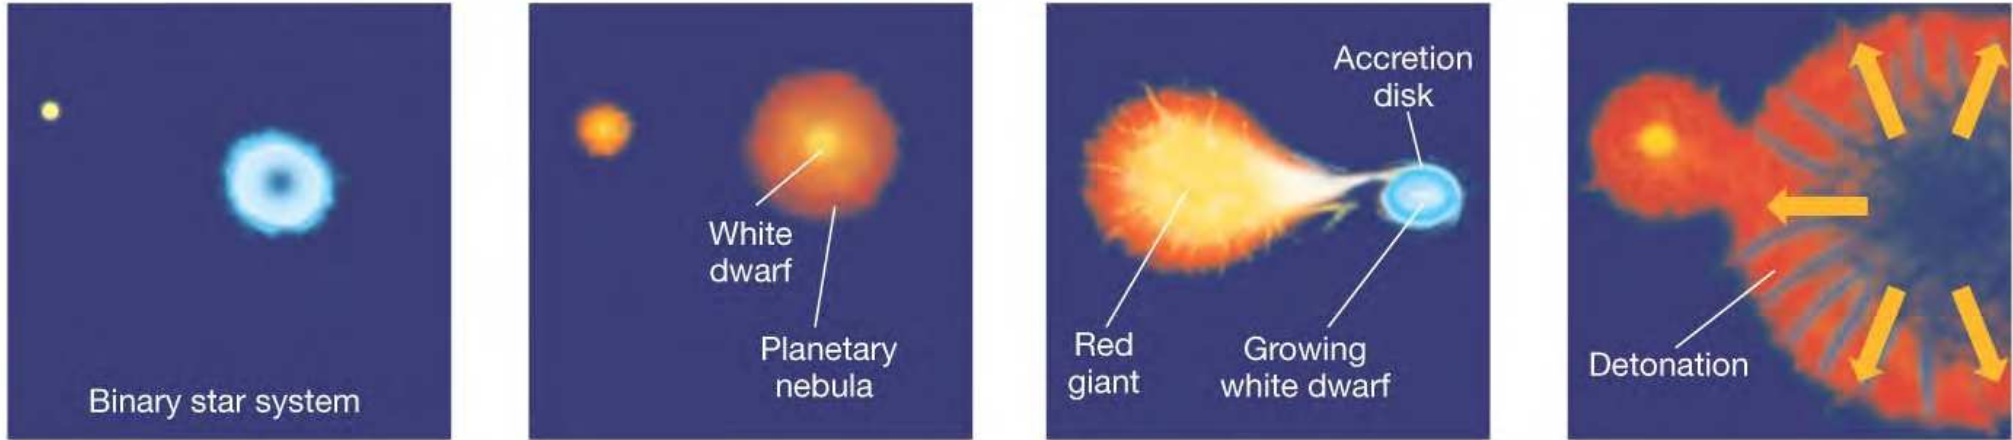 Binary star system
White
dwarf
Planetary
nebula
Accretion
disk
Red
giant
Growing
white dwarf
Detonation